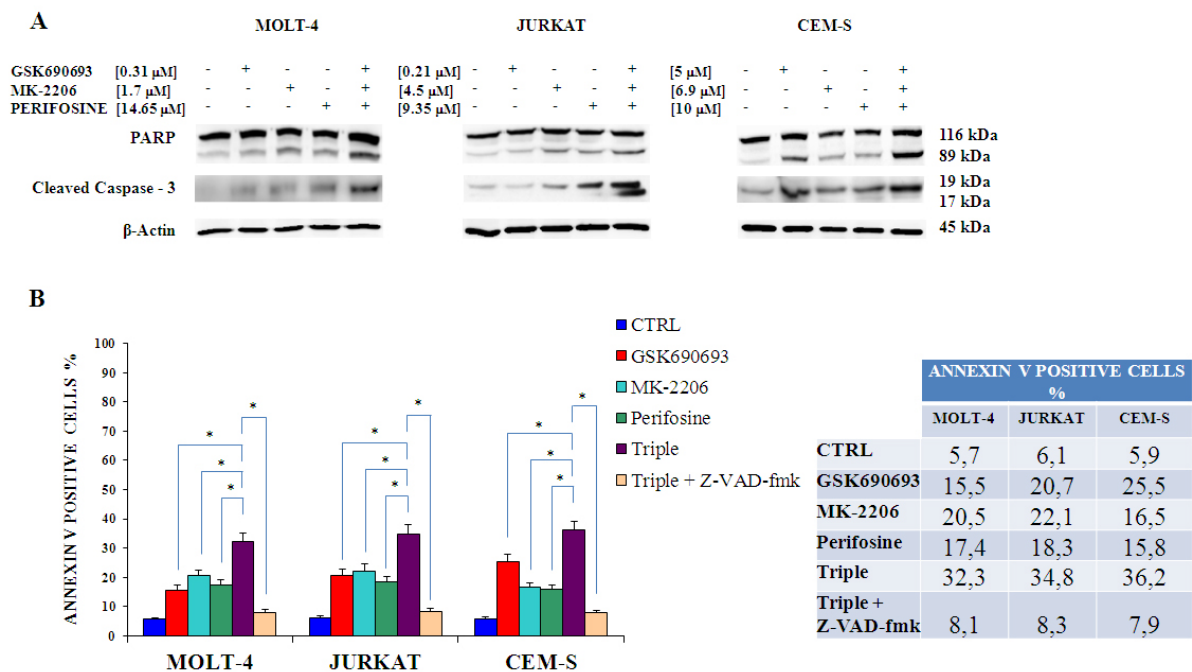 A
MOLT-4 JURKAT CEM-S
GSK690693 [0.31 µM] - + - - + [0.21 µM] - + - - + [5 µM] - + - - +
MK-2206 [1.7 µM] - - + - + [4.5 µM] - - + - + [6.9 µM] - - + - +
PERIFOSINE [14.65 µM] - - - + + [9.35 µM] - - - + + [10 µM] - - - + +
PARP 116 kDa
89 kDa
Cleaved Caspase - 3 19 kDa
17 kDa
β-Actin 45 kDa
B
ANNEXIN V POSITIVE CELLS %
100
90
80
70
60
50
40
30
20
10
0
* * * *
* * * *
* * * *
MOLT-4 JURKAT CEM-S
CTRL
GSK690693
MK-2206
Perifosine
Triple
Triple + Z-VAD-fmk
ANNEXIN V POSITIVE CELLS
%
MOLT-4 JURKAT CEM-S
CTRL 5,7 6,1 5,9
GSK690693 15,5 20,7 25,5
MK-2206 20,5 22,1 16,5
Perifosine 17,4 18,3 15,8
Triple 32,3 34,8 36,2
Triple +
Z-VAD-fmk 8,1 8,3 7,9